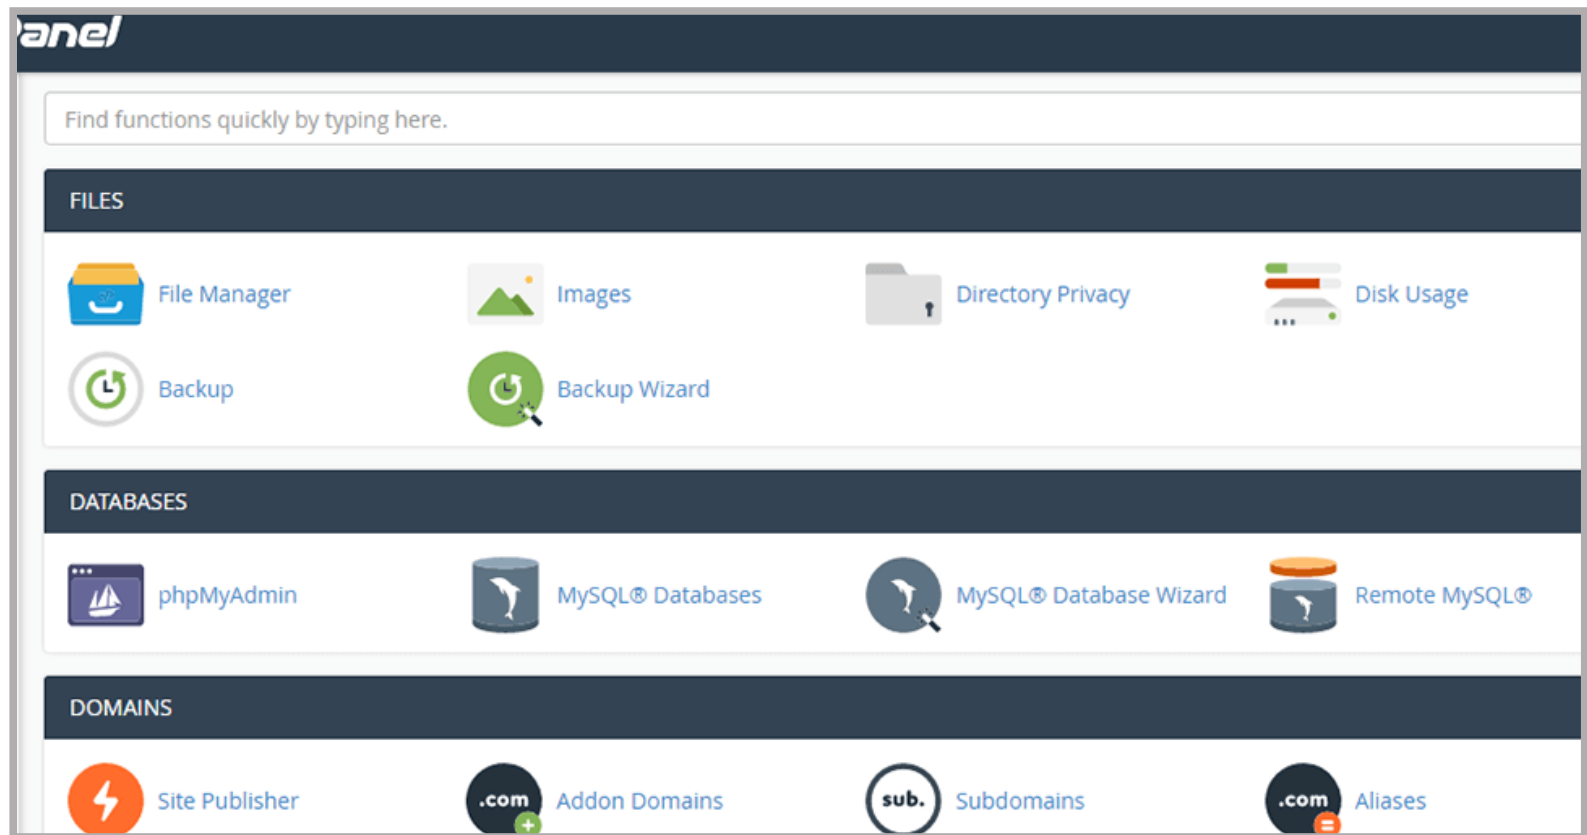 Panel
Find functions quickly by typing here.
FILES
File Manager
Images
Directory Privacy
Disk Usage
Backup
Backup Wizard
DATABASES
phpMyAdmin
MySQL® Databases
MySQL® Database Wizard
Remote MySQL®
DOMAINS
Site Publisher
.com
Addon Domains
sub.
Subdomains
.com
Aliases